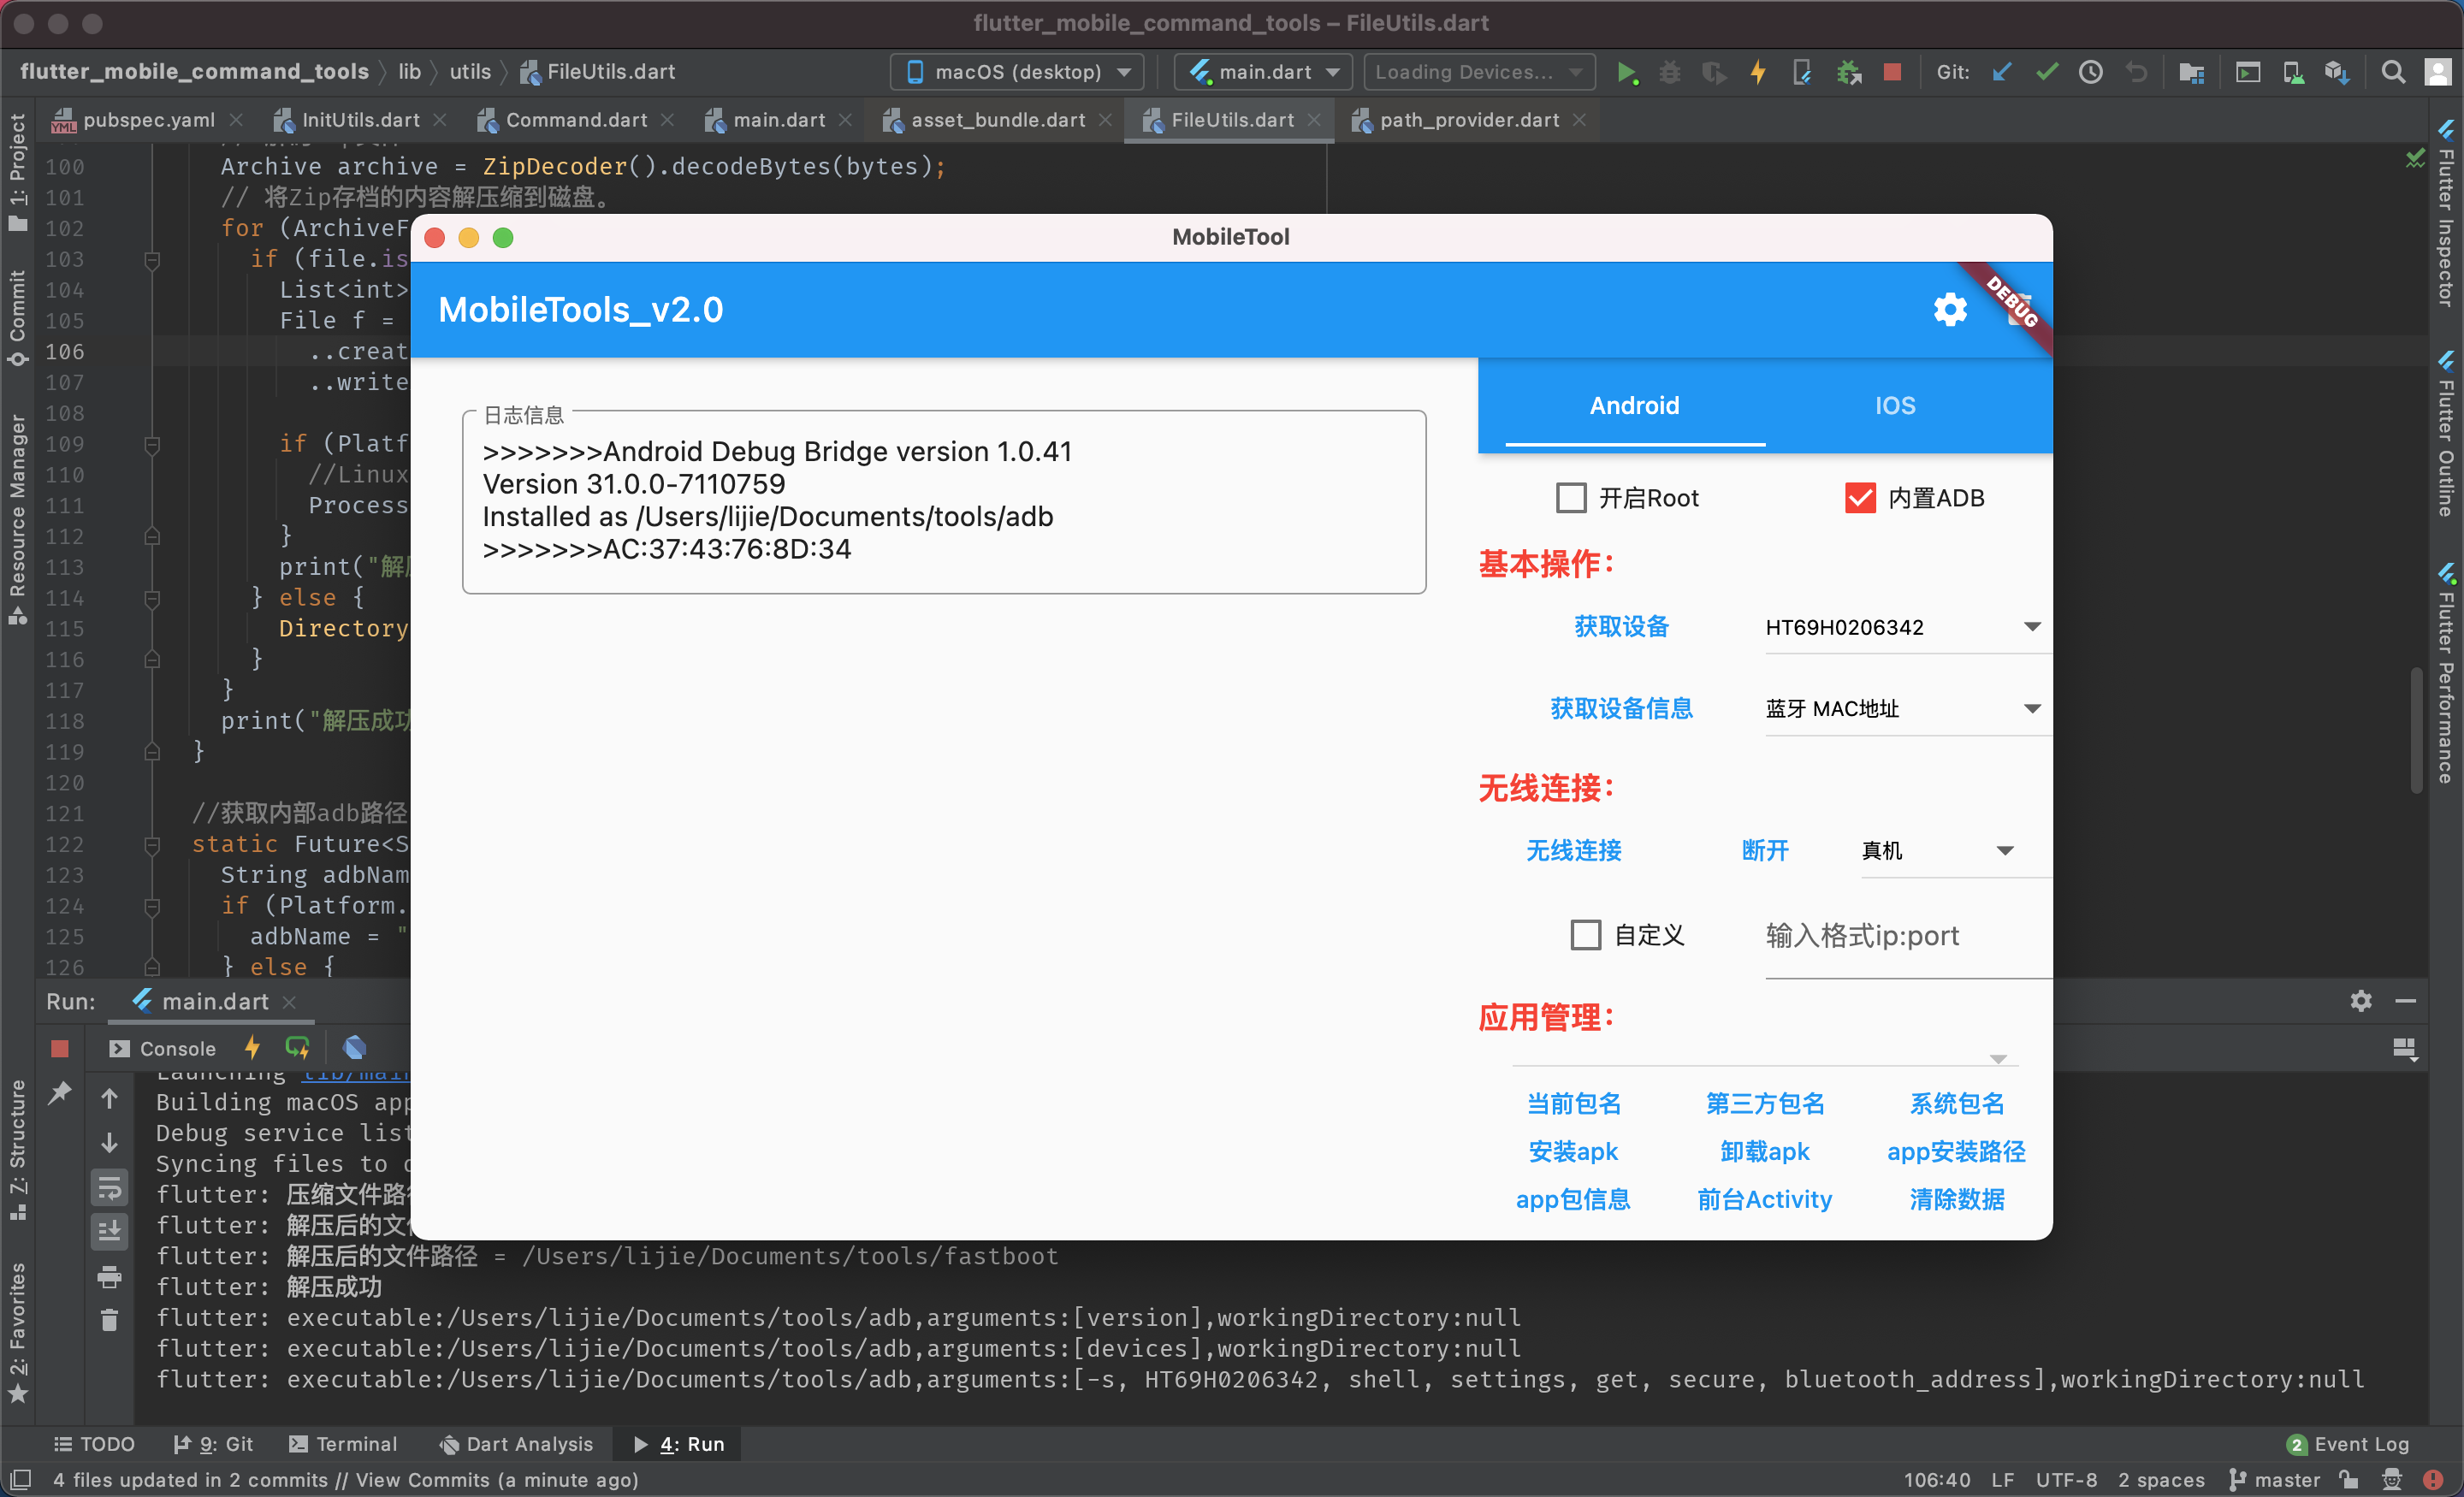 flutter_mobile_command_tools – FileUtils.dart
flutter_mobile_command_tools
lib
utils
FileUtils.dart
macOS (desktop)
main.dart
Loading Devices...
Git:
pubspec.yaml
InitUtils.dart
Command.dart
main.dart
asset_bundle.dart
FileUtils.dart
path_provider.dart
1: Project
Commit
Resource Manager
Z: Structure
2: Favorites
Flutter Inspector
Flutter Outline
Flutter Performance
100 Archive archive = ZipDecoder().decodeBytes(bytes);
101 // 将Zip存档的内容解压缩到磁盘。
102 for (ArchiveF
103 if (file.is
104 List<int>
105 File f =
106 ..creat
107 ..write
108
109 if (Platf
110 //Linux
111 Process
112 }
113 print("解
114 } else {
115 Directory
116 }
117 }
118 print("解压成功
119 }
120
121 //获取内部adb路径
122 static Future<S
123 String adbNam
124 if (Platform.
125 adbName = "
126 } else {
MobileTool
MobileTools_v2.0
DEBUG
日志信息
>>>>>>>Android Debug Bridge version 1.0.41
Version 31.0.0-7110759
Installed as /Users/lijie/Documents/tools/adb
>>>>>>>AC:37:43:76:8D:34
Android
IOS
开启Root
内置ADB
基本操作：
获取设备
HT69H0206342
获取设备信息
蓝牙 MAC地址
无线连接：
无线连接
断开
真机
自定义
输入格式ip:port
应用管理：
当前包名
第三方包名
系统包名
安装apk
卸载apk
app安装路径
app包信息
前台Activity
清除数据
Run:
main.dart
Console
Launching lib/mai
Building macOS app
Debug service list
Syncing files to
flutter: 压缩文件路
flutter: 解压后的文
flutter: 解压后的文件路径 = /Users/lijie/Documents/tools/fastboot
flutter: 解压成功
flutter: executable:/Users/lijie/Documents/tools/adb,arguments:[version],workingDirectory:null
flutter: executable:/Users/lijie/Documents/tools/adb,arguments:[devices],workingDirectory:null
flutter: executable:/Users/lijie/Documents/tools/adb,arguments:[-s, HT69H0206342, shell, settings, get, secure, bluetooth_address],workingDirectory:null
TODO
9: Git
Terminal
Dart Analysis
4: Run
2 Event Log
4 files updated in 2 commits // View Commits (a minute ago)
106:40
LF
UTF-8
2 spaces
master